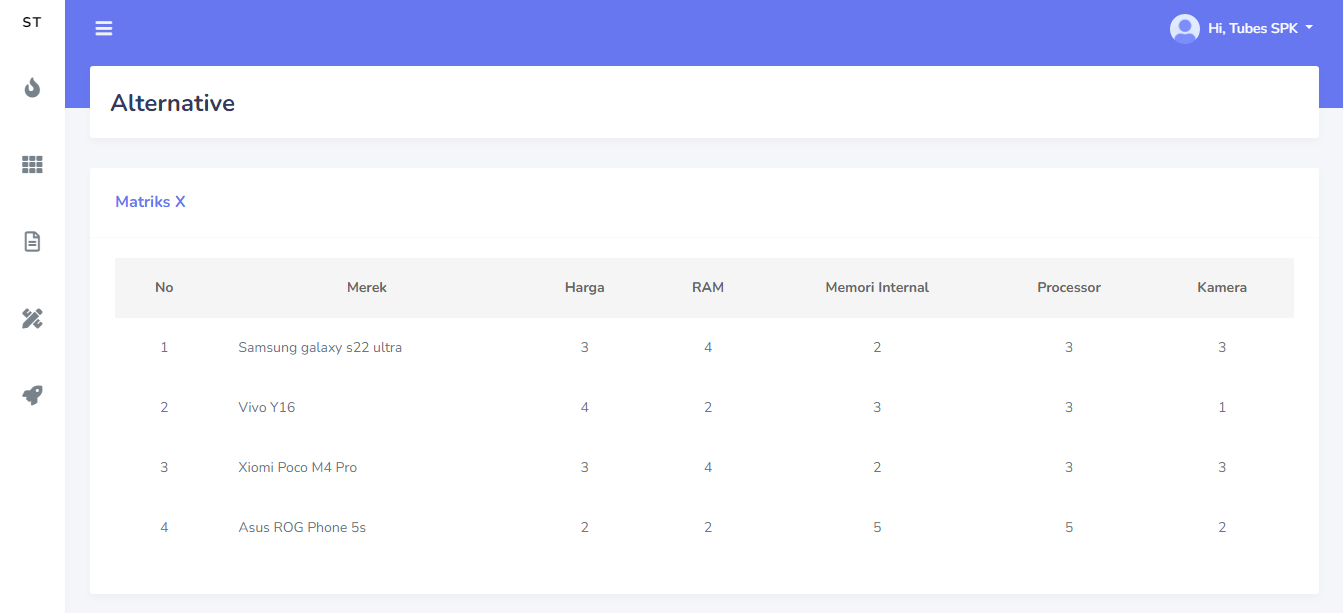 ST
Hi, Tubes SPK
Alternative
Matriks X
No Merek Harga RAM Memori Internal Processor Kamera
1 Samsung galaxy s22 ultra 3 4 2 3 3
2 Vivo Y16 4 2 3 3 1
3 Xiomi Poco M4 Pro 3 4 2 3 3
4 Asus ROG Phone 5s 2 2 5 5 2